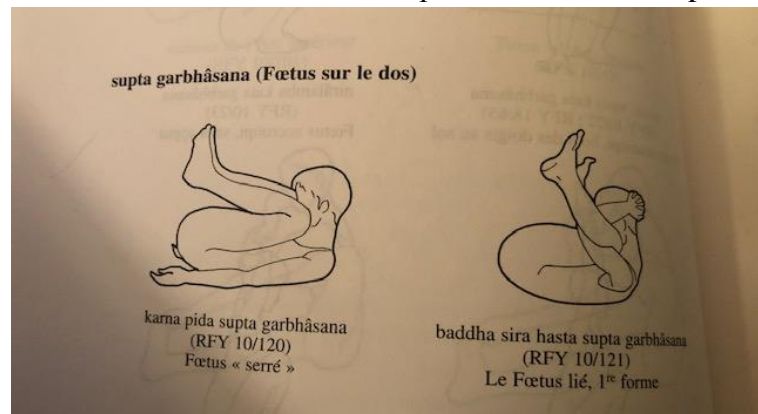 supta garbhâsana (Fœtus sur le dos)
karna pida supta garbhâsana
(RFY 10/120)
Fœtus « serré »
baddha sira hasta supta garbhâsana
(RFY 10/121)
Le Fœtus lié, 1re forme